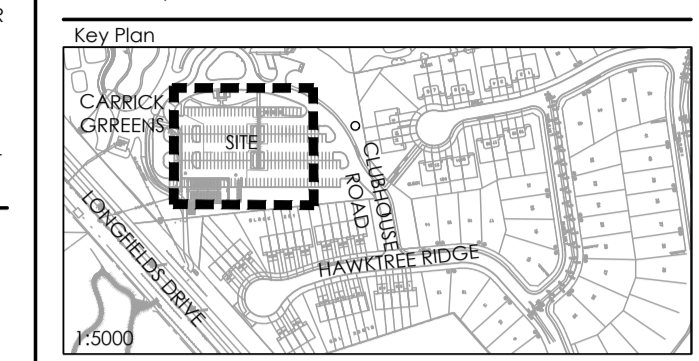 R
Key Plan
CARRICK
GRREENS
SITE
CLUBHOUSE
ROAD
LONGFIELDS DRIVE
HAWKTREE RIDGE
1:5000